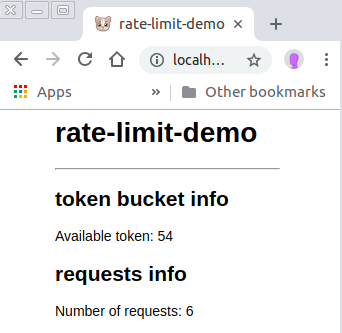 rate-limit-demo
localh...
Apps
Other bookmarks
rate-limit-demo
token bucket info
Available token: 54
requests info
Number of requests: 6